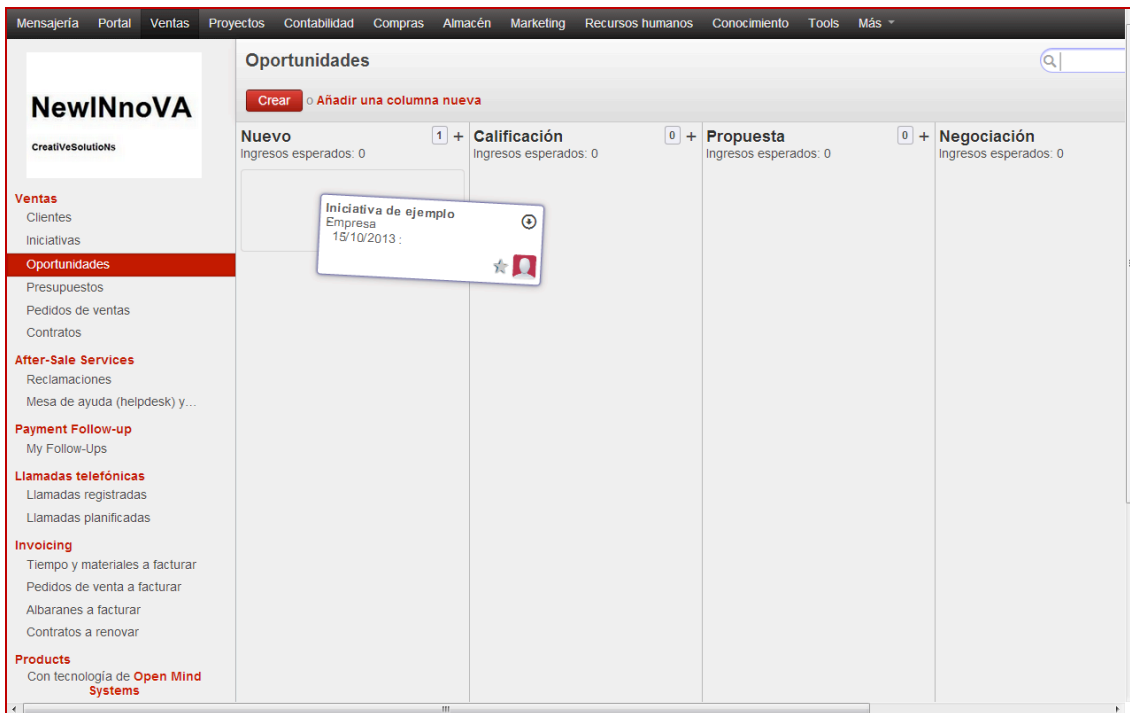 Mensajería Portal Ventas Proyectos Contabilidad Compras Almacén Marketing Recursos humanos Conocimiento Tools Más
NewINnoVA
CreatiVeSolutioNs
Ventas
Clientes
Iniciativas
Oportunidades
Presupuestos
Pedidos de ventas
Contratos
After-Sale Services
Reclamaciones
Mesa de ayuda (helpdesk) y...
Payment Follow-up
My Follow-Ups
Llamadas telefónicas
Llamadas registradas
Llamadas planificadas
Invoicing
Tiempo y materiales a facturar
Pedidos de venta a facturar
Albaranes a facturar
Contratos a renovar
Products
Con tecnología de Open Mind
Systems
Oportunidades
Crear o Añadir una columna nueva
Nuevo 1 +
Ingresos esperados: 0
Iniciativa de ejemplo
Empresa
15/10/2013 :
Calificación 0 +
Ingresos esperados: 0
Propuesta 0 +
Ingresos esperados: 0
Negociación
Ingresos esperados: 0